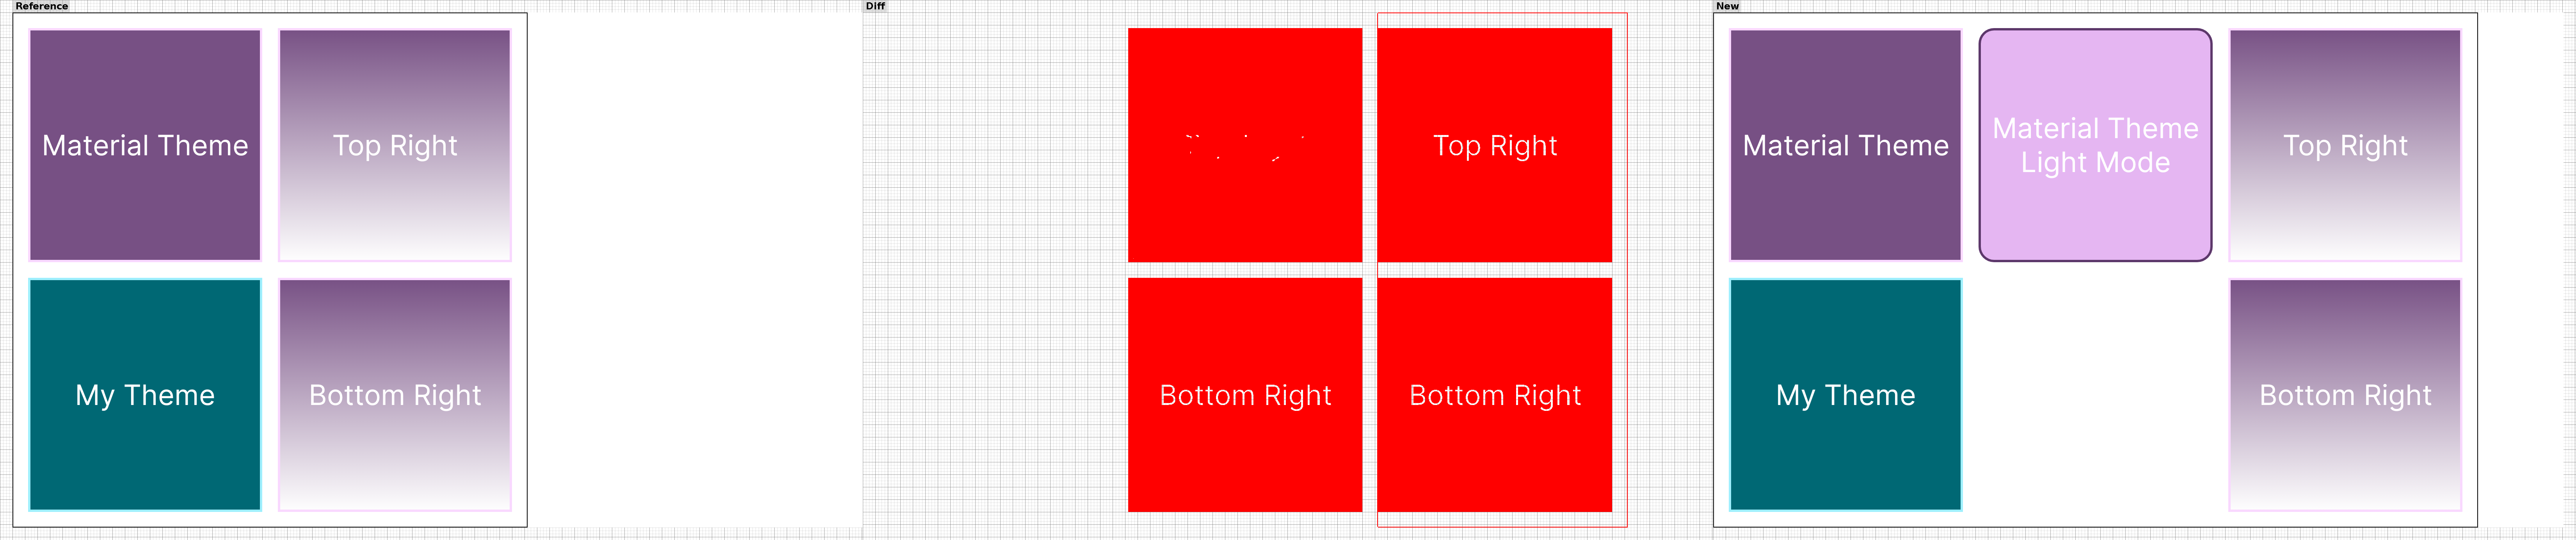 Reference
Material Theme
Top Right
My Theme
Bottom Right
Diff
Top Right
Bottom Right
Bottom Right
New
Material Theme
Material Theme
Light Mode
Top Right
My Theme
Bottom Right